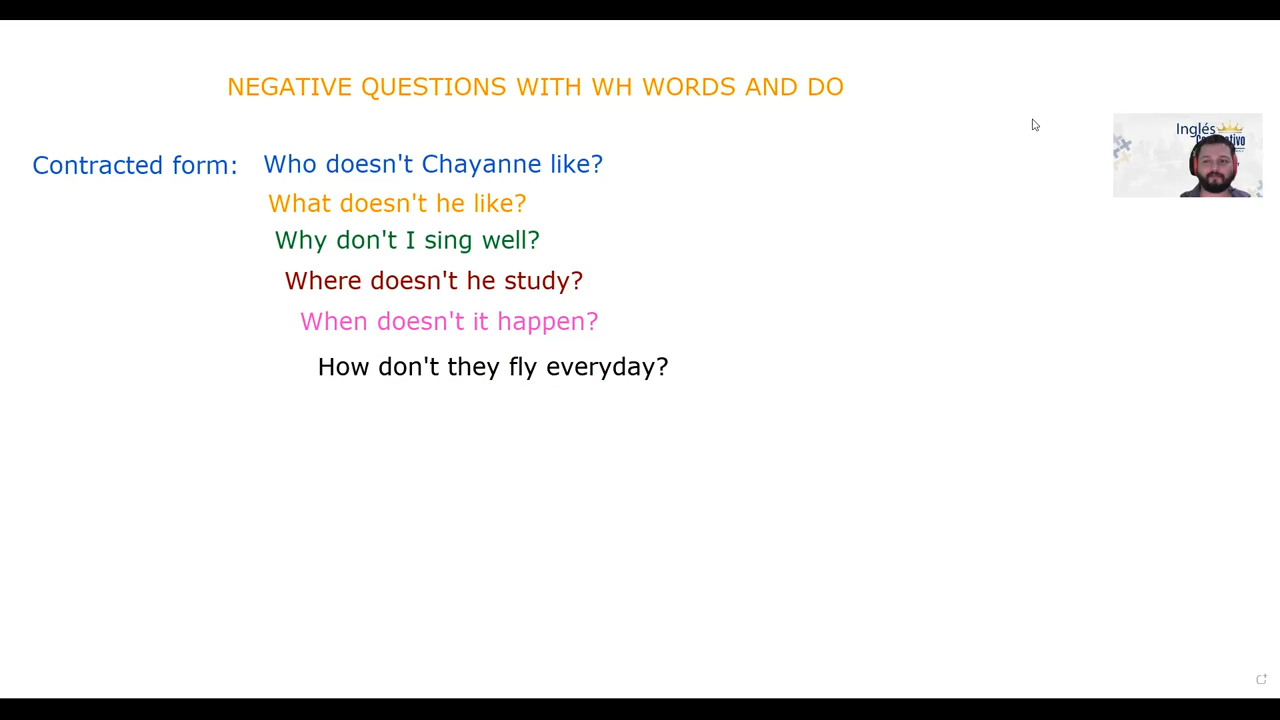 NEGATIVE QUESTIONS WITH WH WORDS AND DO
Contracted form: Who doesn't Chayanne like?
What doesn't he like?
Why don't I sing well?
Where doesn't he study?
When doesn't it happen?
How don't they fly everyday?
Inglés